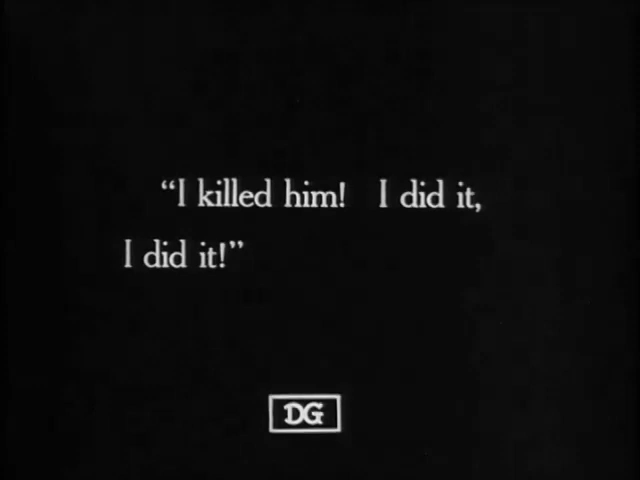 “I killed him!   I did it,
I did it!”
DG